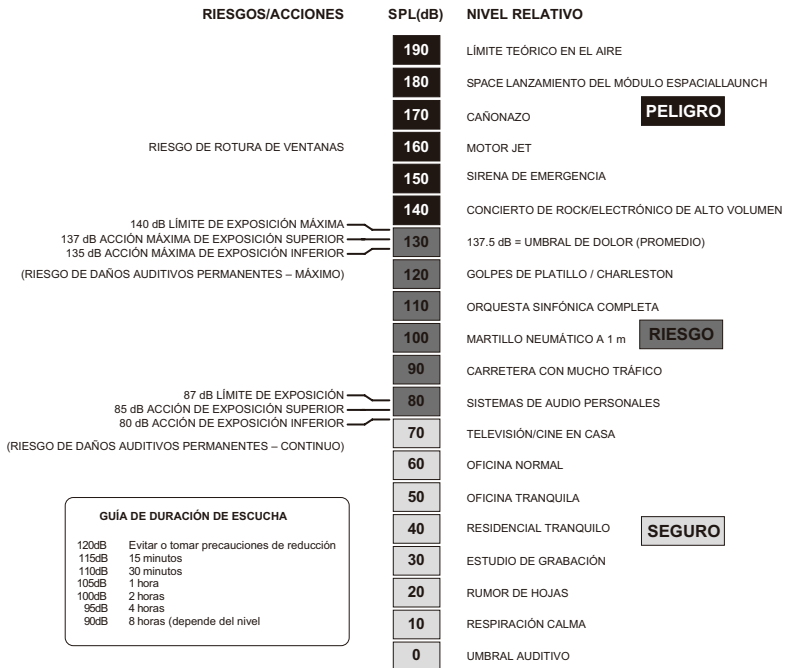 RIESGOS/ACCIONES SPL(dB) NIVEL RELATIVO
190 LÍMITE TEÓRICO EN EL AIRE
180 SPACE LANZAMIENTO DEL MÓDULO ESPACIALLAUNCH
170 CAÑONAZO PELIGRO
RIESGO DE ROTURA DE VENTANAS 160 MOTOR JET
150 SIRENA DE EMERGENCIA
140 CONCIERTO DE ROCK/ELECTRÓNICO DE ALTO VOLUMEN
140 dB LÍMITE DE EXPOSICIÓN MÁXIMA
137 dB ACCIÓN MÁXIMA DE EXPOSICIÓN SUPERIOR 130 137.5 dB = UMBRAL DE DOLOR (PROMEDIO)
135 dB ACCIÓN MÁXIMA DE EXPOSICIÓN INFERIOR
(RIESGO DE DAÑOS AUDITIVOS PERMANENTES – MÁXIMO) 120 GOLPES DE PLATILLO / CHARLESTON
110 ORQUESTA SINFÓNICA COMPLETA
100 MARTILLO NEUMÁTICO A 1 m RIESGO
90 CARRETERA CON MUCHO TRÁFICO
87 dB LÍMITE DE EXPOSICIÓN
85 dB ACCIÓN DE EXPOSICIÓN SUPERIOR 80 SISTEMAS DE AUDIO PERSONALES
80 dB ACCIÓN DE EXPOSICIÓN INFERIOR
70 TELEVISIÓN/CINE EN CASA
(RIESGO DE DAÑOS AUDITIVOS PERMANENTES – CONTINUO)
60 OFICINA NORMAL
50 OFICINA TRANQUILA
40 RESIDENCIAL TRANQUILO SEGURO
30 ESTUDIO DE GRABACIÓN
20 RUMOR DE HOJAS
10 RESPIRACIÓN CALMA
0 UMBRAL AUDITIVO
GUÍA DE DURACIÓN DE ESCUCHA
120dB Evitar o tomar precauciones de reducción
115dB 15 minutos
110dB 30 minutos
105dB 1 hora
100dB 2 horas
95dB 4 horas
90dB 8 horas (depende del nivel